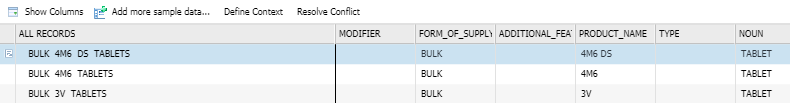 Show Columns Add more sample data... Define Context Resolve Conflict
ALL RECORDS MODIFIER FORM_OF_SUPPLY ADDITIONAL_FEA PRODUCT_NAME TYPE NOUN
BULK 4M6 DS TABLETS BULK 4M6 DS TABLET
BULK 4M6 TABLETS BULK 4M6 TABLET
BULK 3V TABLETS BULK 3V TABLET